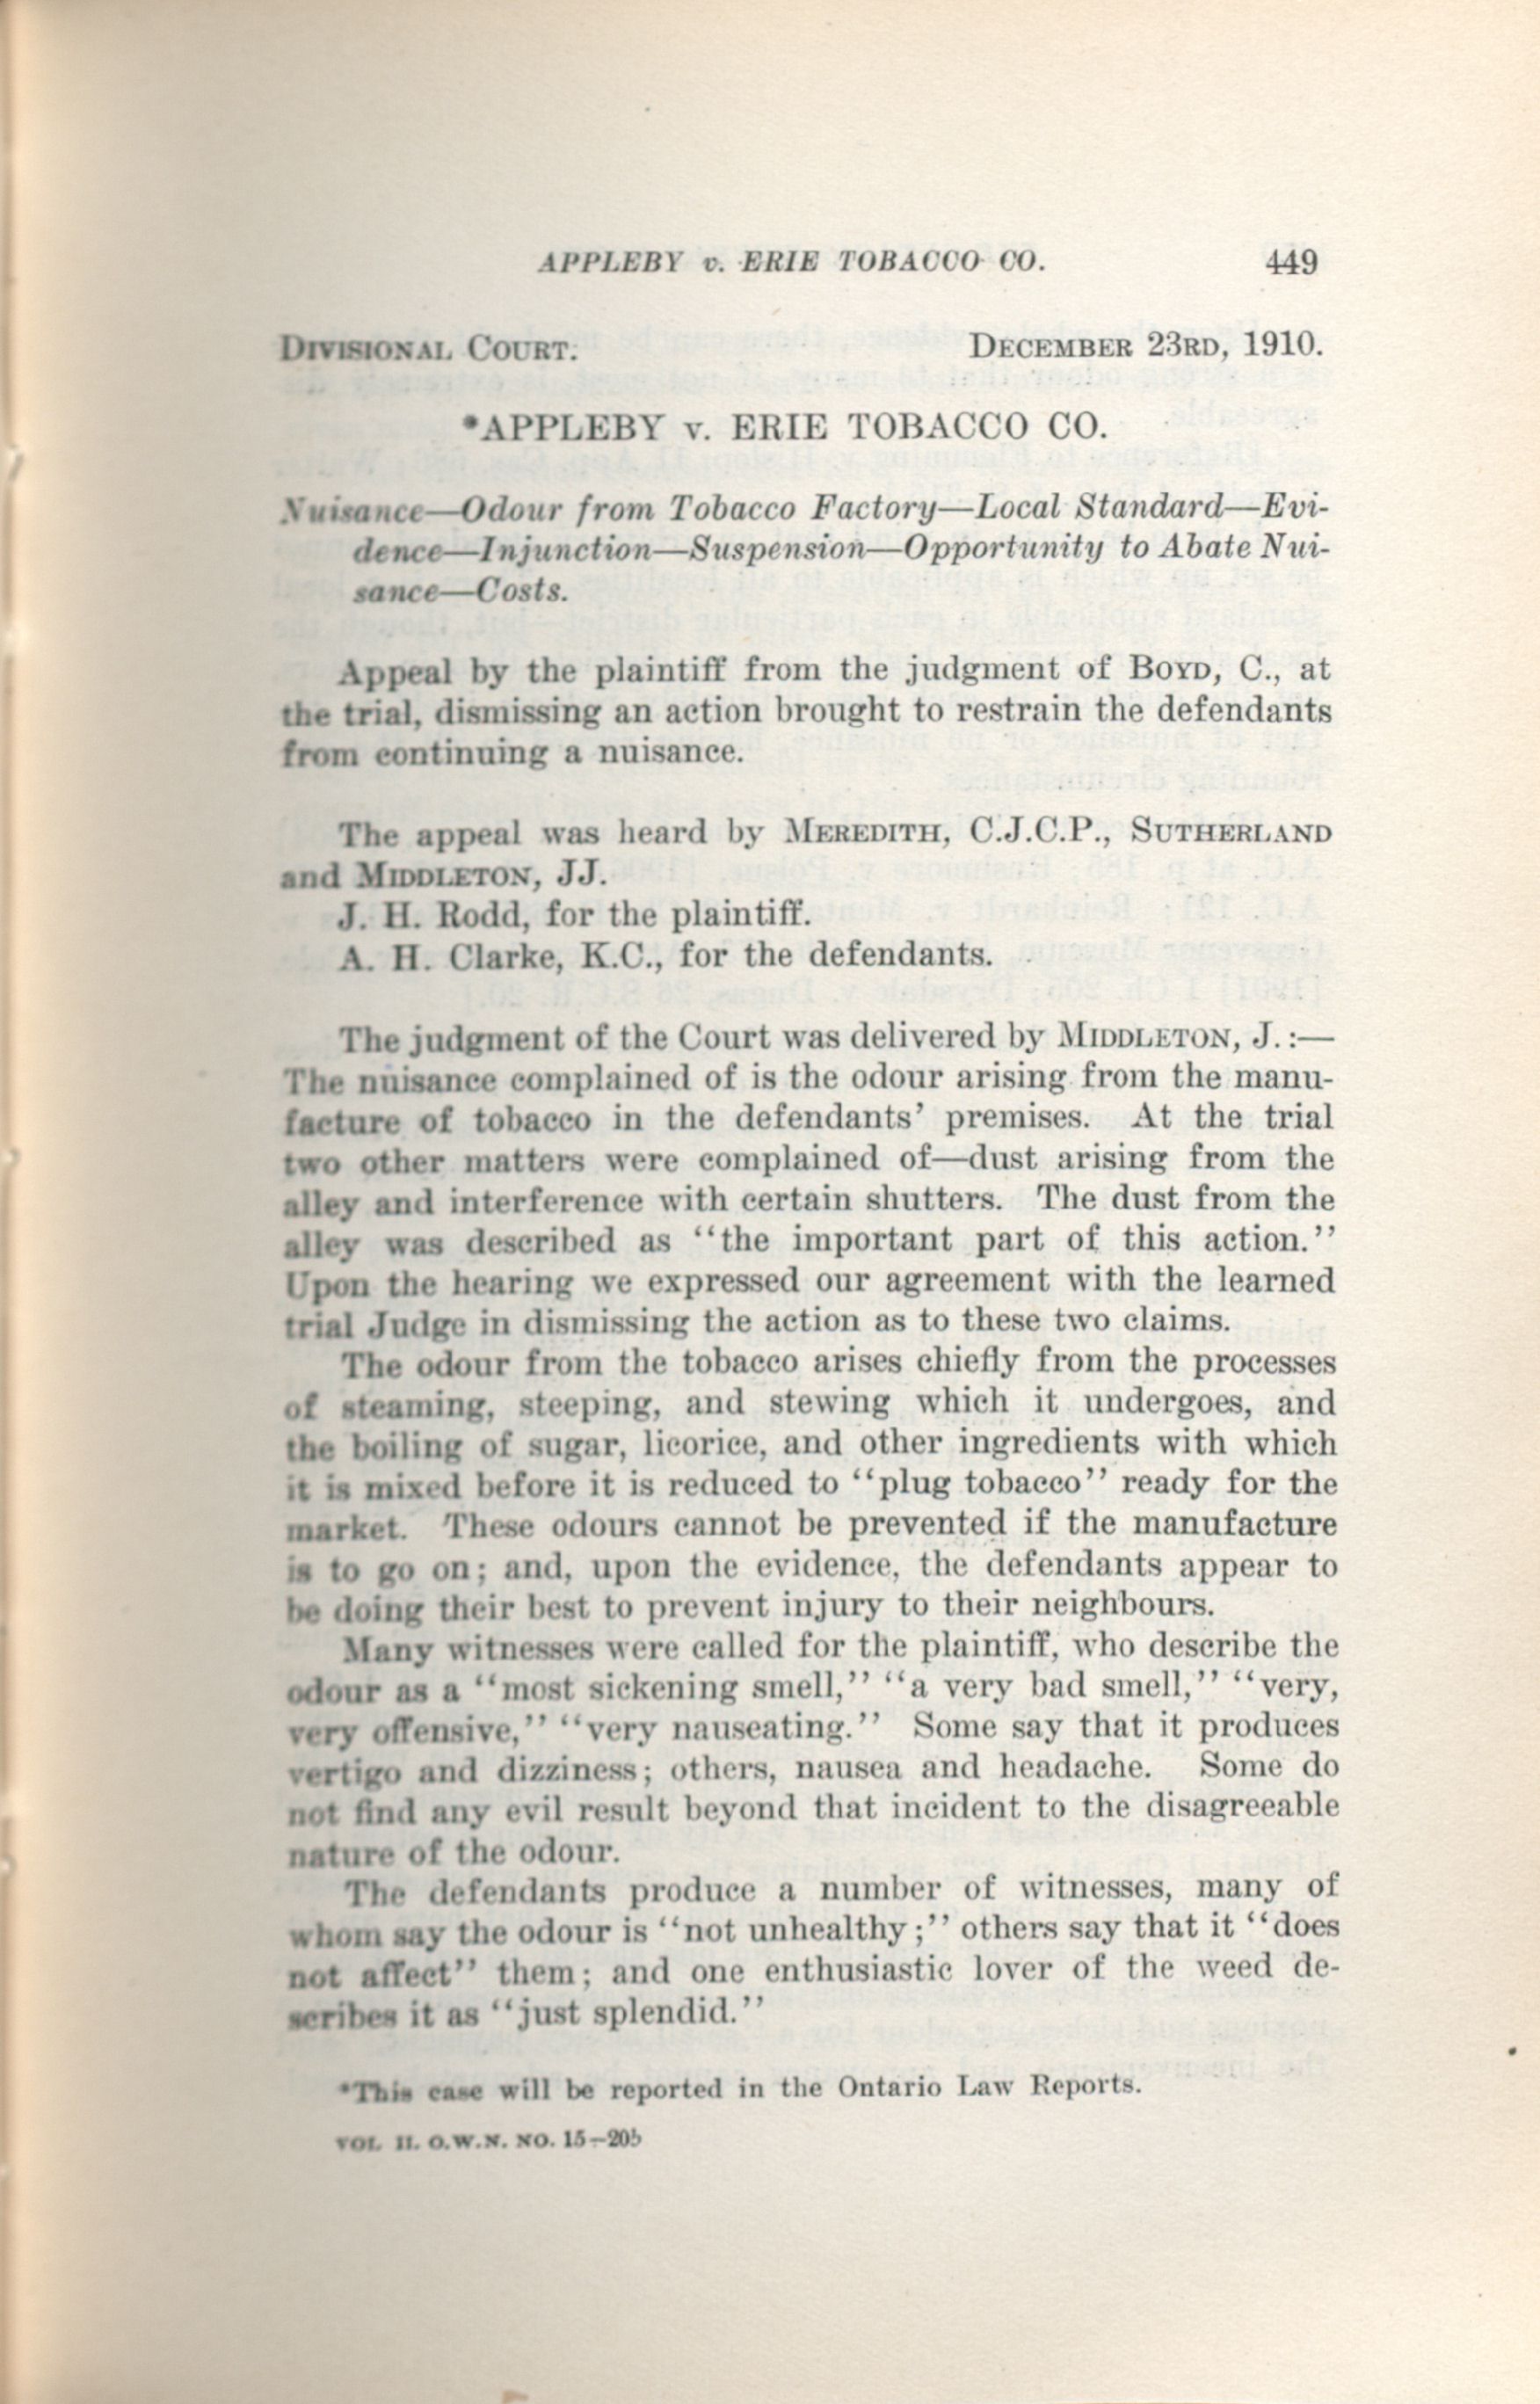 APPLEBY v. ERIE TOBACCO CO. 449
DIVISIONAL COURT. DECEMBER 23RD, 1910.
*APPLEBY v. ERIE TOBACCO CO.
Nuisance—Odour from Tobacco Factory—Local Standard—Evi-
dence—Injunction—Suspension—Opportunity to Abate Nui-
sance—Costs.
Appeal by the plaintiff from the judgment of BOYD, C., at
the trial, dismissing an action brought to restrain the defendants
from continuing a nuisance.
The appeal was heard by MEREDITH, C.J.C.P., SUTHERLAND
and MIDDLETON, JJ.
J. H. Rodd, for the plaintiff.
A. H. Clarke, K.C., for the defendants.
The judgment of the Court was delivered by MIDDLETON, J.:—
The nuisance complained of is the odour arising from the manu-
facture of tobacco in the defendants' premises. At the trial
two other matters were complained of—dust arising from the
alley and interference with certain shutters. The dust from the
alley was described as "the important part of this action."
Upon the hearing we expressed our agreement with the learned
trial Judge in dismissing the action as to these two claims.
The odour from the tobacco arises chiefly from the processes
of steaming, steeping, and stewing which it undergoes, and
the boiling of sugar, licorice, and other ingredients with which
it is mixed before it is reduced to "plug tobacco" ready for the
market. These odours cannot be prevented if the manufacture
is to go on; and, upon the evidence, the defendants appear to
be doing their best to prevent injury to their neighbours.
Many witnesses were called for the plaintiff, who describe the
odour as a "most sickening smell," "a very bad smell," "very,
very offensive," "very nauseating." Some say that it produces
vertigo and dizziness; others, nausea and headache. Some do
not find any evil result beyond that incident to the disagreeable
nature of the odour.
The defendants produce a number of witnesses, many of
whom say the odour is "not unhealthy;" others say that it "does
not affect" them; and one enthusiastic lover of the weed de-
scribes it as "just splendid."
*This case will be reported in the Ontario Law Reports.
VOL. II. O.W.N. NO. 15—20b